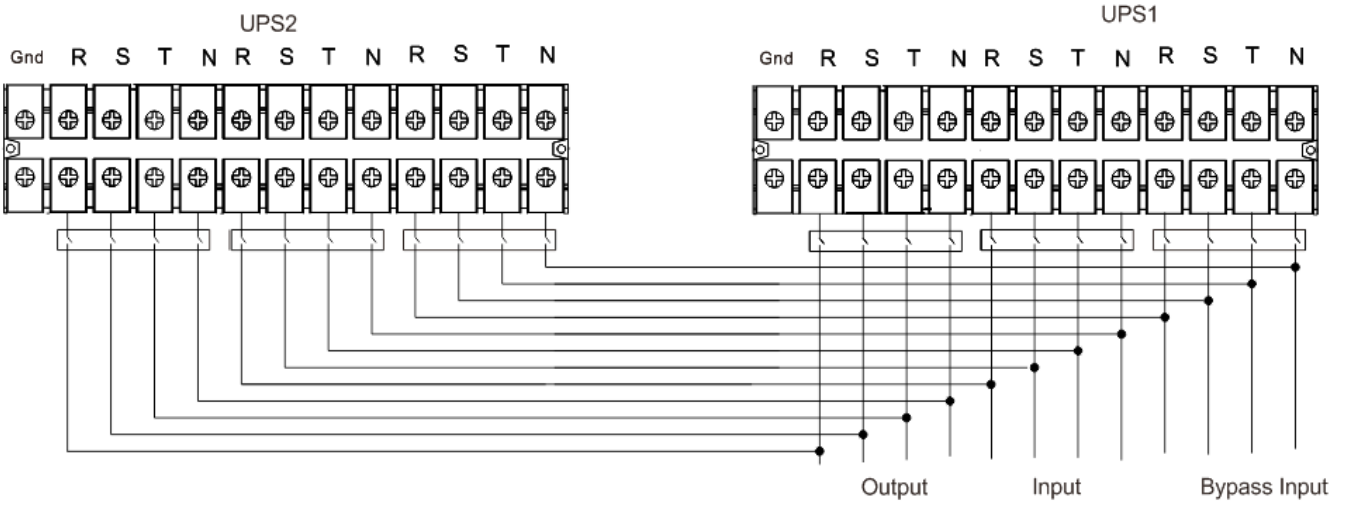 UPS2
UPS1
Gnd R S T N R S T N R S T N
Gnd R S T N R S T N R S T N
Output Input Bypass Input